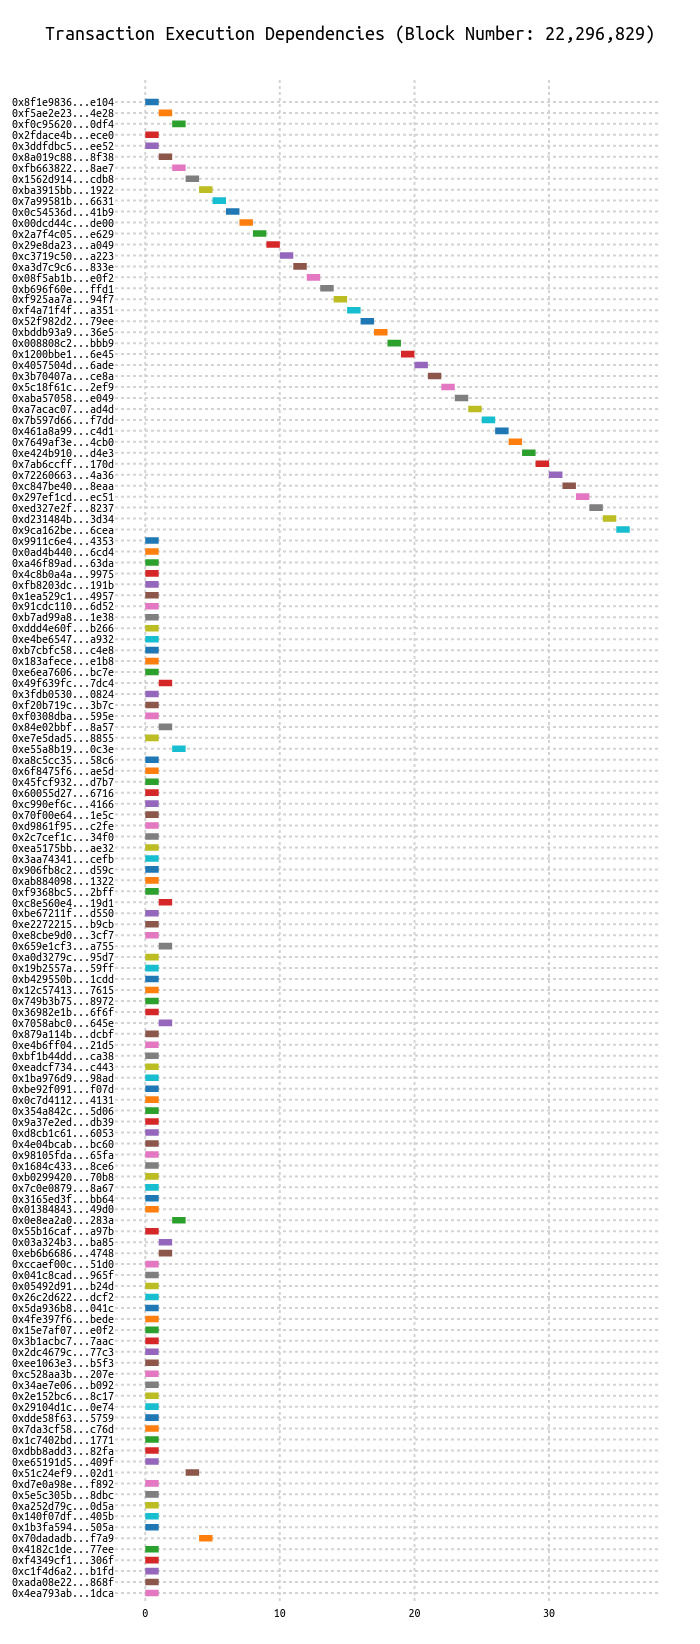 Transaction Execution Dependencies (Block Number: 22,296,829)
0x8f1e9836...e104
0xf5ae2e23...4e28
0xf0c95620...0df4
0x2fdace4b...ece0
0x3ddfdbc5...ee52
0x8a019c88...8f38
0xfb663822...8ae7
0x1562d914...cdb8
0xba3915bb...1922
0x7a99581b...6631
0x0c54536d...41b9
0x00dcd44c...de00
0x2a7f4c05...e629
0x29e8da23...a049
0xc3719c50...a223
0xa3d7c9c6...833e
0x08f5ab1b...e0f2
0xb696f60e...ffd1
0xf925aa7a...94f7
0xf4a71f4f...a351
0x52f982d2...79ee
0xbddb93a9...36e5
0x008808c2...bbb9
0x1200bbe1...6e45
0x4057504d...6ade
0x3b70407a...ce8a
0x5c18f61c...2ef9
0xaba57058...e049
0xa7acac07...ad4d
0x7b597d66...f7dd
0x461a8a99...c4d1
0x7649af3e...4cb0
0xe424b910...d4e3
0x7ab6ccff...170d
0x72260663...4a36
0xc847be40...8eaa
0x297ef1cd...ec51
0xed327e2f...8237
0xd231484b...3d34
0x9ca162be...6cea
0x9911c6e4...4353
0x0ad4b440...6cd4
0xa46f89ad...63da
0x4c8b0a4a...9975
0xfb8203dc...191b
0x1ea529c1...4957
0x91cdc110...6d52
0xb7ad99a8...1e38
0xddd4e60f...b266
0xe4be6547...a932
0xb7cbfc58...c4e8
0x183afece...e1b8
0xe6ea7606...bc7e
0x49f639fc...7dc4
0x3fdb0530...0824
0xf20b719c...3b7c
0xf0308dba...595e
0x84e02bbf...8a57
0xe7e5dad5...8855
0xe55a8b19...0c3e
0xa8c5cc35...58c6
0x6f8475f6...ae5d
0x45fcf932...d7b7
0x60055d27...6716
0xc990ef6c...4166
0x70f00e64...1e5c
0xd9861f95...c2fe
0x2c7cef1c...34f0
0xea5175bb...ae32
0x3aa74341...cefb
0x906fb8c2...d59c
0xab884098...1322
0xf9368bc5...2bff
0xc8e560e4...19d1
0xbe67211f...d550
0xe2272215...b9cb
0xe8cbe9d0...3cf7
0x659e1cf3...a755
0xa0d3279c...95d7
0x19b2557a...59ff
0xb429550b...1cdd
0x12c57413...7615
0x749b3b75...8972
0x36982e1b...6f6f
0x7058abc0...645e
0x879a114b...dcbf
0xe4b6ff04...21d5
0xbf1b44dd...ca38
0xeadcf734...c443
0x1ba976d9...98ad
0xbe92f091...f07d
0x0c7d4112...4131
0x354a842c...5d06
0x9a37e2ed...db39
0xd8cb1c61...6053
0x4e04bcab...bc60
0x98105fda...65fa
0x1684c433...8ce6
0xb0299420...70b8
0x7c0e0879...8a67
0x3165ed3f...bb64
0x01384843...49d0
0x0e8ea2a0...283a
0x55b16caf...a97b
0x03a324b3...ba85
0xeb6b6686...4748
0xccaef00c...51d0
0x041c8cad...965f
0x05492d91...b24d
0x26c2d622...dcf2
0x5da936b8...041c
0x4fe397f6...bede
0x15e7af07...e0f2
0x3b1acbc7...7aac
0x2dc4679c...77c3
0xee1063e3...b5f3
0xc528aa3b...207e
0x34ae7e06...b092
0x2e152bc6...8c17
0x29104d1c...0e74
0xdde58f63...5759
0x7da3cf58...c76d
0x1c7402bd...1771
0xdbb8add3...82fa
0xe65191d5...409f
0x51c24ef9...02d1
0xd7e0a98e...f892
0x5e5c305b...8dbc
0xa252d79c...0d5a
0x140f07df...405b
0x1b3fa594...505a
0x70dadadb...f7a9
0x4182c1de...77ee
0xf4349cf1...306f
0xc1f4d6a2...b1fd
0xada08e22...868f
0x4ea793ab...1dca
0 10 20 30